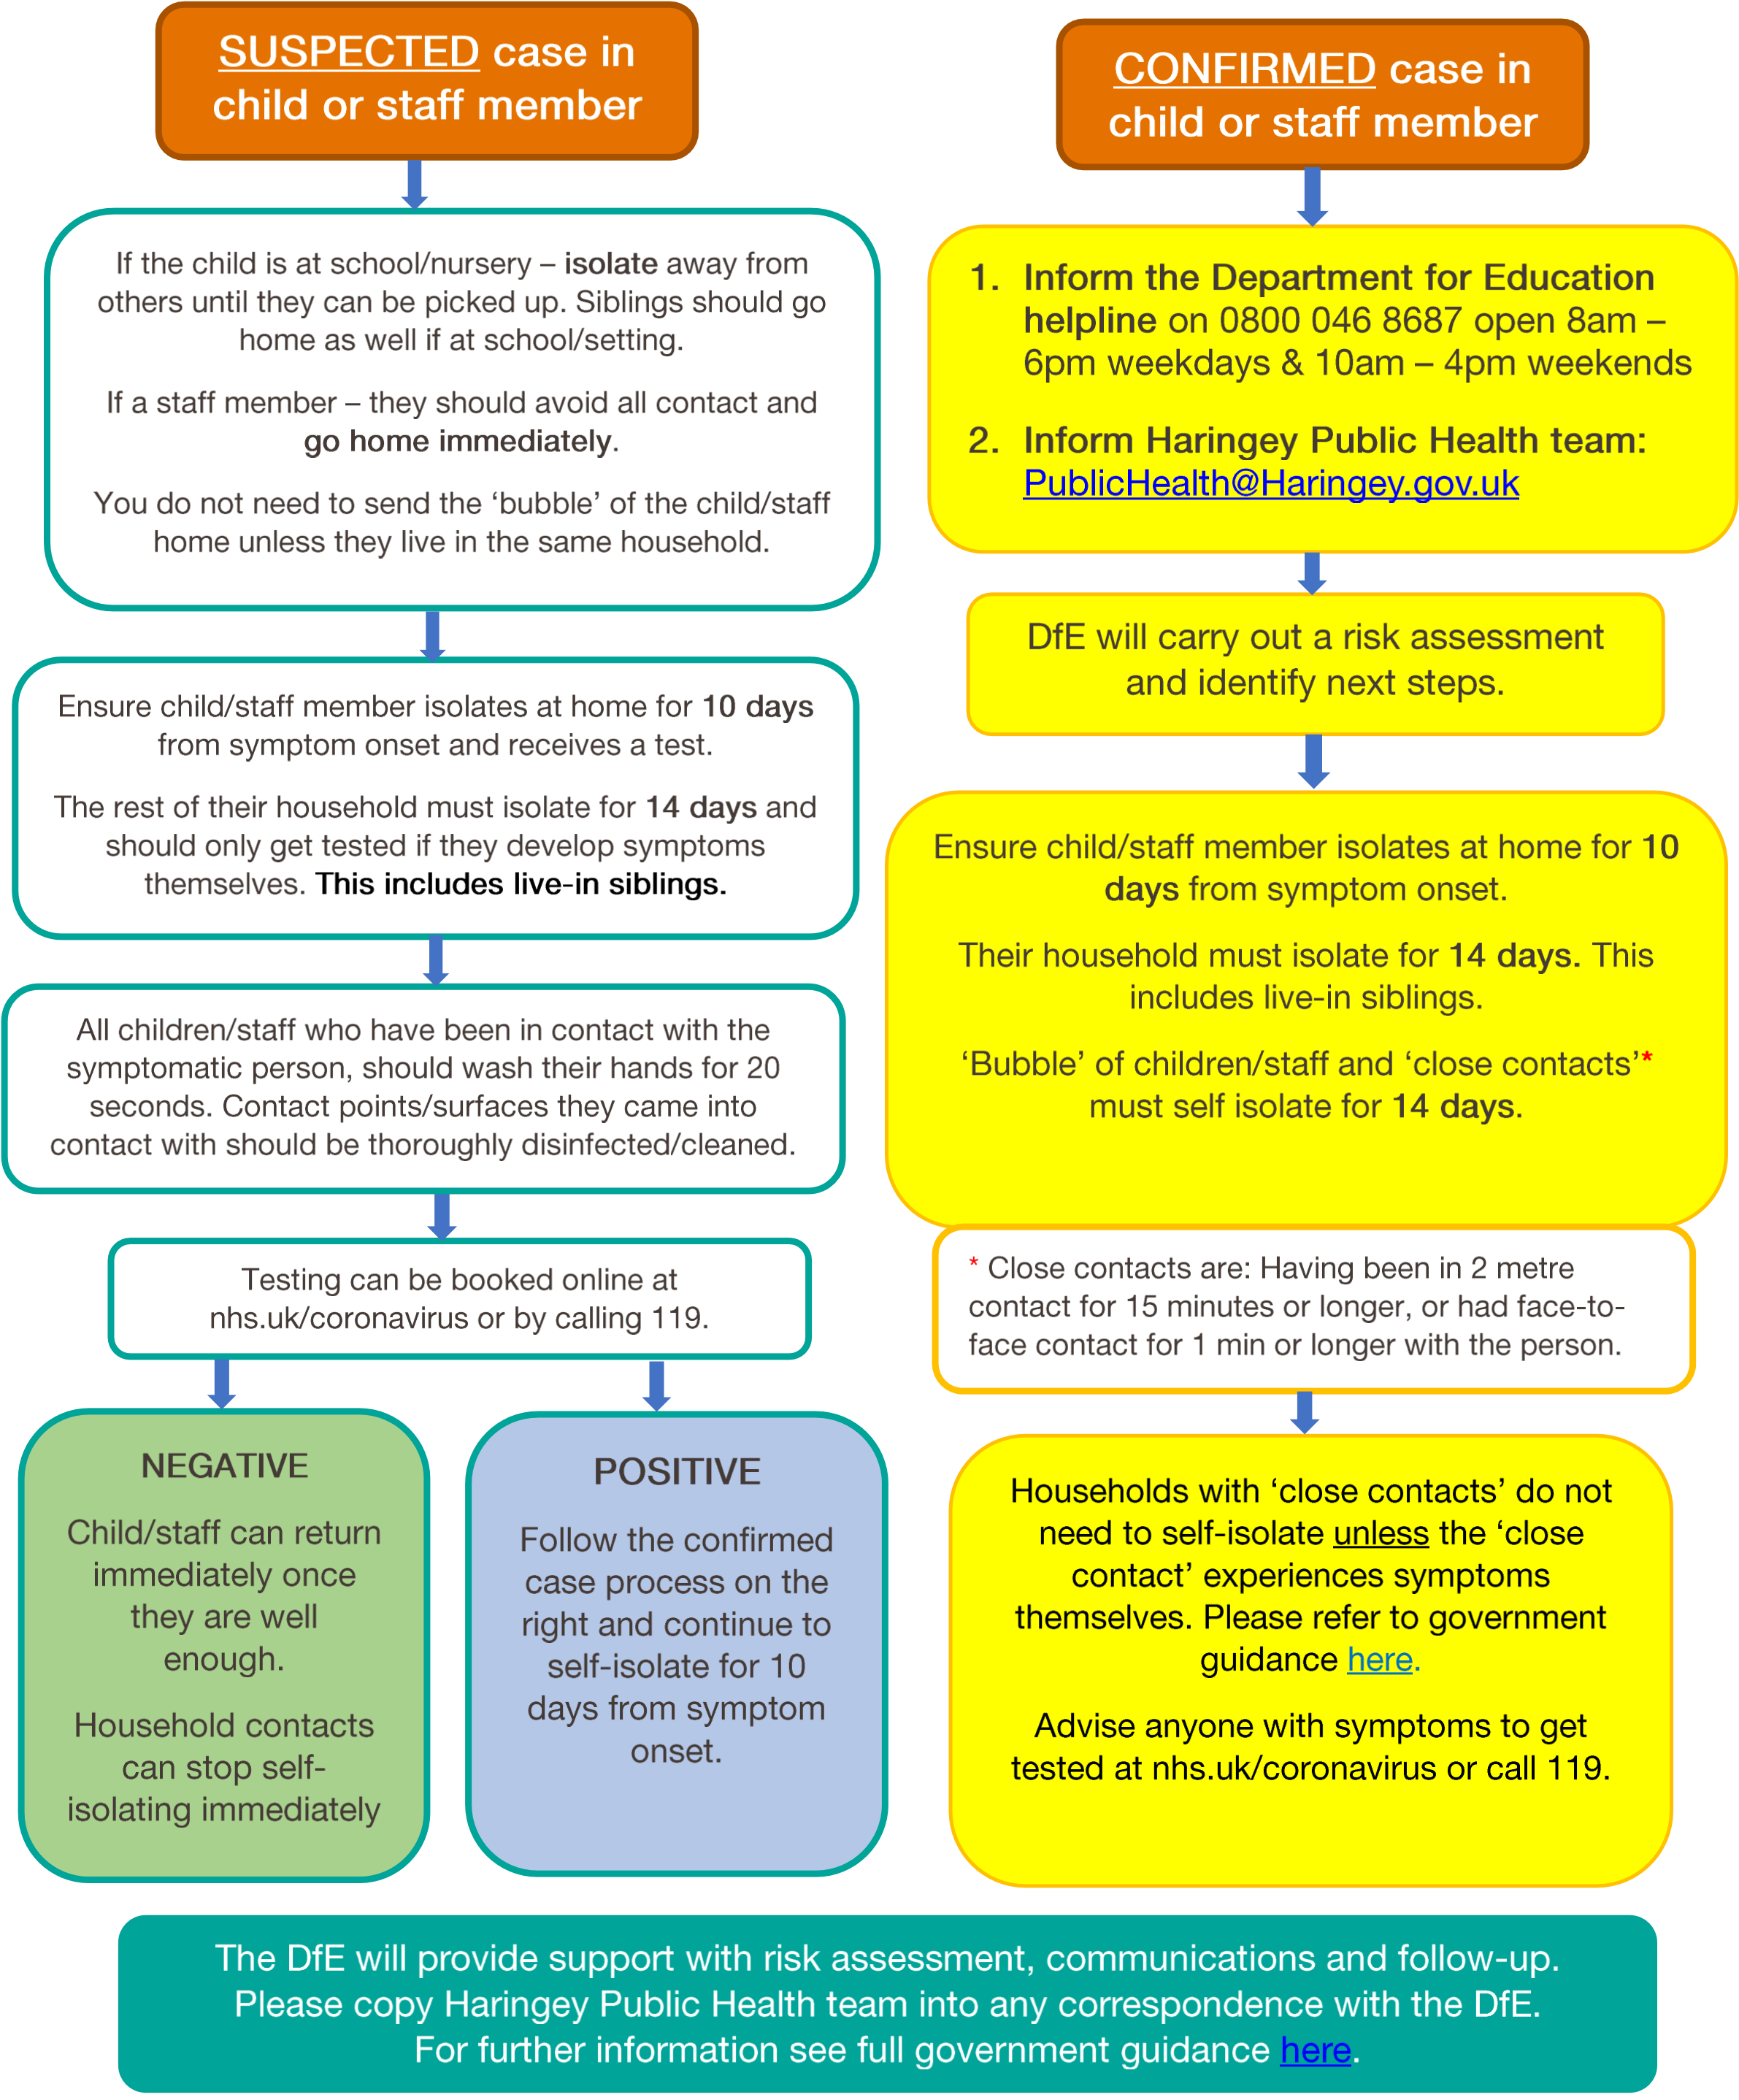 SUSPECTED case in
child or staff member
If the child is at school/nursery – isolate away from
others until they can be picked up. Siblings should go
home as well if at school/setting.
If a staff member – they should avoid all contact and
go home immediately.
You do not need to send the ‘bubble’ of the child/staff
home unless they live in the same household.
Ensure child/staff member isolates at home for 10 days
from symptom onset and receives a test.
The rest of their household must isolate for 14 days and
should only get tested if they develop symptoms
themselves. This includes live-in siblings.
All children/staff who have been in contact with the
symptomatic person, should wash their hands for 20
seconds. Contact points/surfaces they came into
contact with should be thoroughly disinfected/cleaned.
Testing can be booked online at
nhs.uk/coronavirus or by calling 119.
NEGATIVE
Child/staff can return
immediately once
they are well
enough.
Household contacts
can stop self-
isolating immediately
POSITIVE
Follow the confirmed
case process on the
right and continue to
self-isolate for 10
days from symptom
onset.
CONFIRMED case in
child or staff member
1. Inform the Department for Education
helpline on 0800 046 8687 open 8am –
6pm weekdays & 10am – 4pm weekends
2. Inform Haringey Public Health team:
PublicHealth@Haringey.gov.uk
DfE will carry out a risk assessment
and identify next steps.
Ensure child/staff member isolates at home for 10
days from symptom onset.
Their household must isolate for 14 days. This
includes live-in siblings.
‘Bubble’ of children/staff and ‘close contacts’*
must self isolate for 14 days.
* Close contacts are: Having been in 2 metre
contact for 15 minutes or longer, or had face-to-
face contact for 1 min or longer with the person.
Households with ‘close contacts’ do not
need to self-isolate unless the ‘close
contact’ experiences symptoms
themselves. Please refer to government
guidance here.
Advise anyone with symptoms to get
tested at nhs.uk/coronavirus or call 119.
The DfE will provide support with risk assessment, communications and follow-up.
Please copy Haringey Public Health team into any correspondence with the DfE.
For further information see full government guidance here.